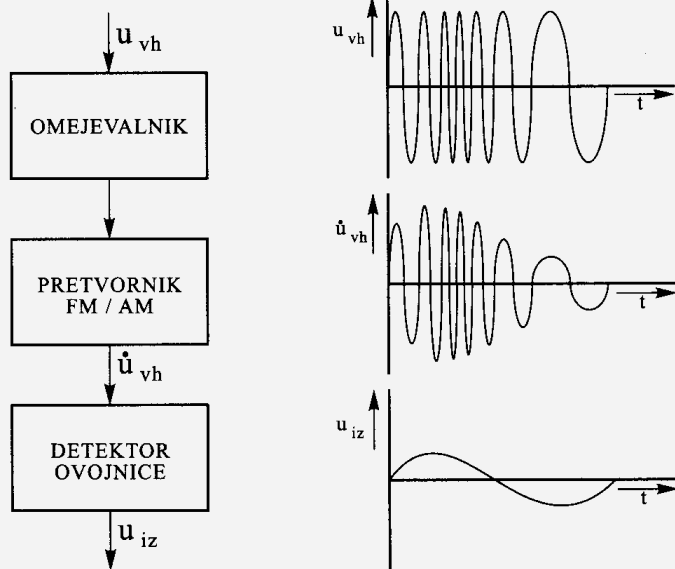 u vh
OMEJEVALNIK
PRETVORNIK
FM / AM
u̇ vh
DETEKTOR
OVOJNICE
u iz
u vh
t
u̇ vh
t
u iz
t